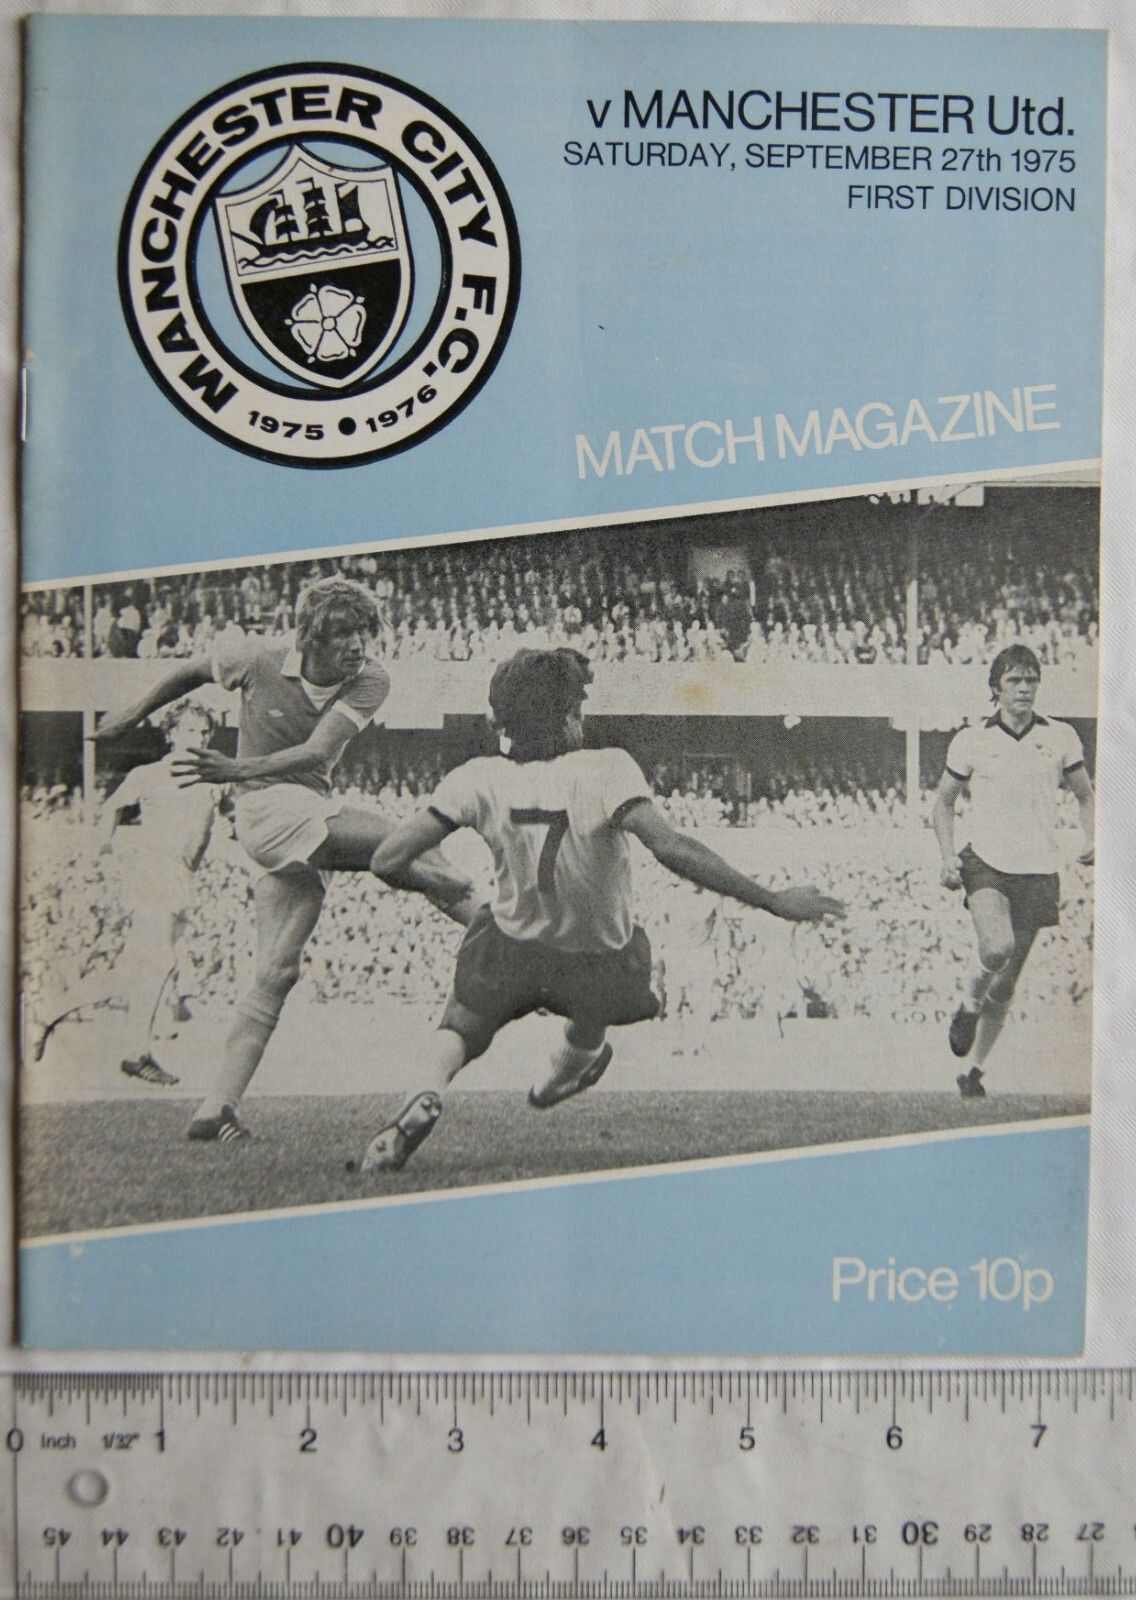 MANCHESTER CITY F.C.
1975 • 1976
v MANCHESTER Utd.
SATURDAY, SEPTEMBER 27th 1975
FIRST DIVISION
MATCH MAGAZINE
7
Price 10p
0 Inch 1/32" 1 2 3 4 5 6 7
45 44 43 42 41 40 39 38 37 36 35 34 33 32 31 30 29 28 27